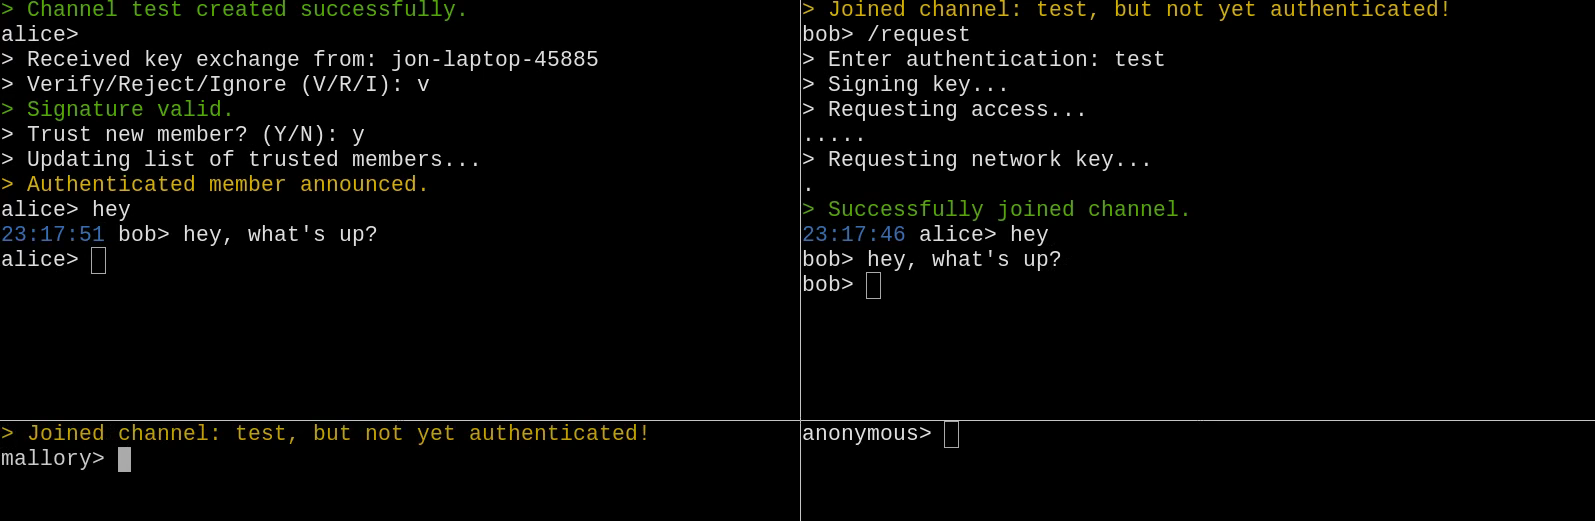 > Channel test created successfully.
alice>
> Received key exchange from: jon-laptop-45885
> Verify/Reject/Ignore (V/R/I): v
> Signature valid.
> Trust new member? (Y/N): y
> Updating list of trusted members...
> Authenticated member announced.
alice> hey
23:17:51 bob> hey, what's up?
alice>
> Joined channel: test, but not yet authenticated!
bob> /request
> Enter authentication: test
> Signing key...
> Requesting access...
.....
> Requesting network key...
.
> Successfully joined channel.
23:17:46 alice> hey
bob> hey, what's up?
bob>
> Joined channel: test, but not yet authenticated!
mallory>
anonymous>